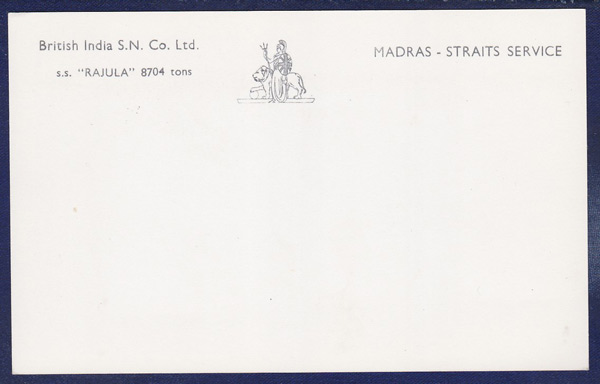 British India S.N. Co. Ltd.
s.s. "RAJULA" 8704 tons
MADRAS - STRAITS SERVICE